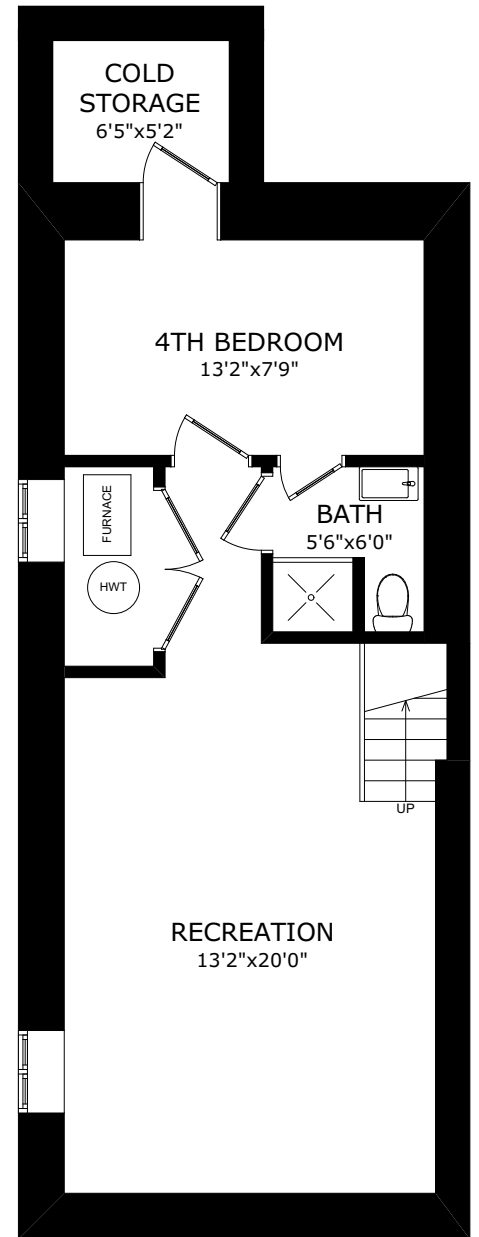 COLD
STORAGE
6'5"x5'2"
4TH BEDROOM
13'2"x7'9"
FURNACE
HWT
BATH
5'6"x6'0"
UP
RECREATION
13'2"x20'0"